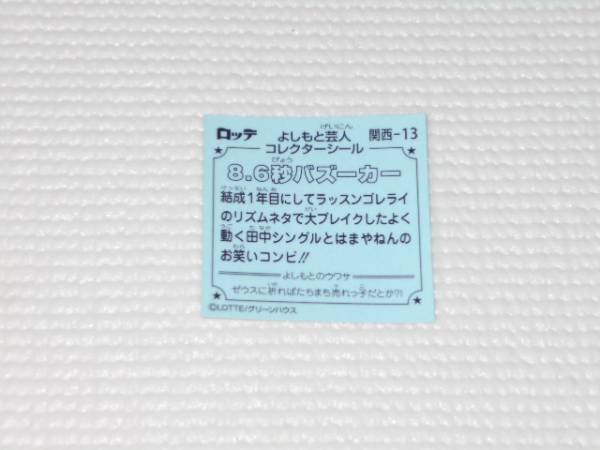 ロッテ よしもと芸人 関西-13
コレクターシール
8.6秒バズーカー
結成1年目にしてラッスンゴレライ
のリズムネタで大ブレイクしたよく
動く田中シングルとはまやねんの
お笑いコンビ!!
よしもとのウワサ
ゼウスに祈ればたちまち売れっ子だとか?!
©LOTTE/グリーンハウス